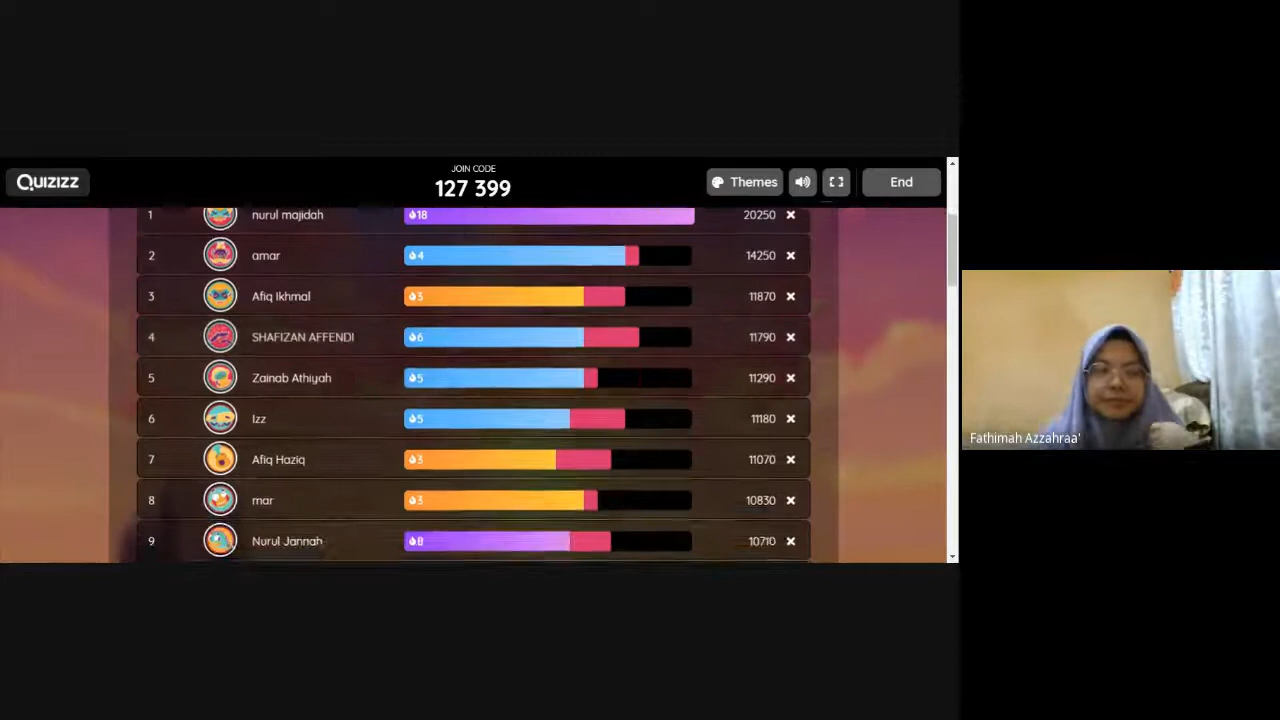 Quizizz
JOIN CODE
127 399
Themes
End
1 nurul majidah 18 20250
2 amar 4 14250
3 Afiq Ikhmal 3 11870
4 SHAFIZAN AFFENDI 6 11790
5 Zainab Athiyah 5 11290
6 Izz 5 11180
7 Afiq Haziq 3 11070
8 mar 3 10830
9 Nurul Jannah 8 10710
Fathimah Azzahraa'